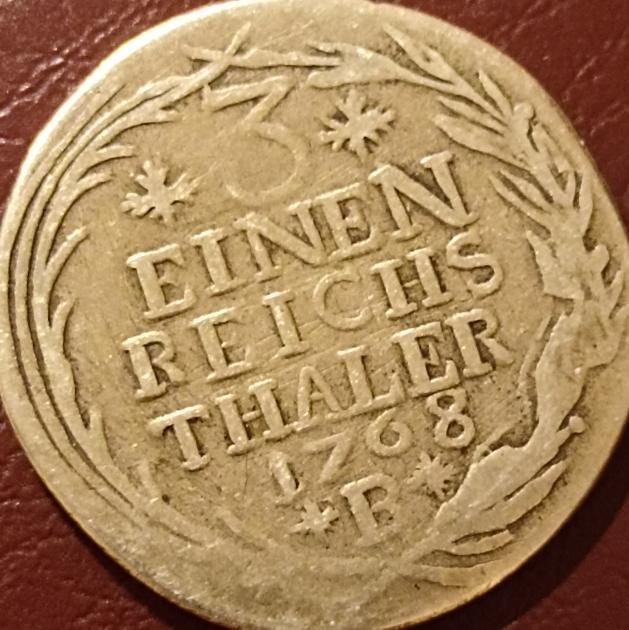 3
EINEN
REICHS
THALER
1768
B